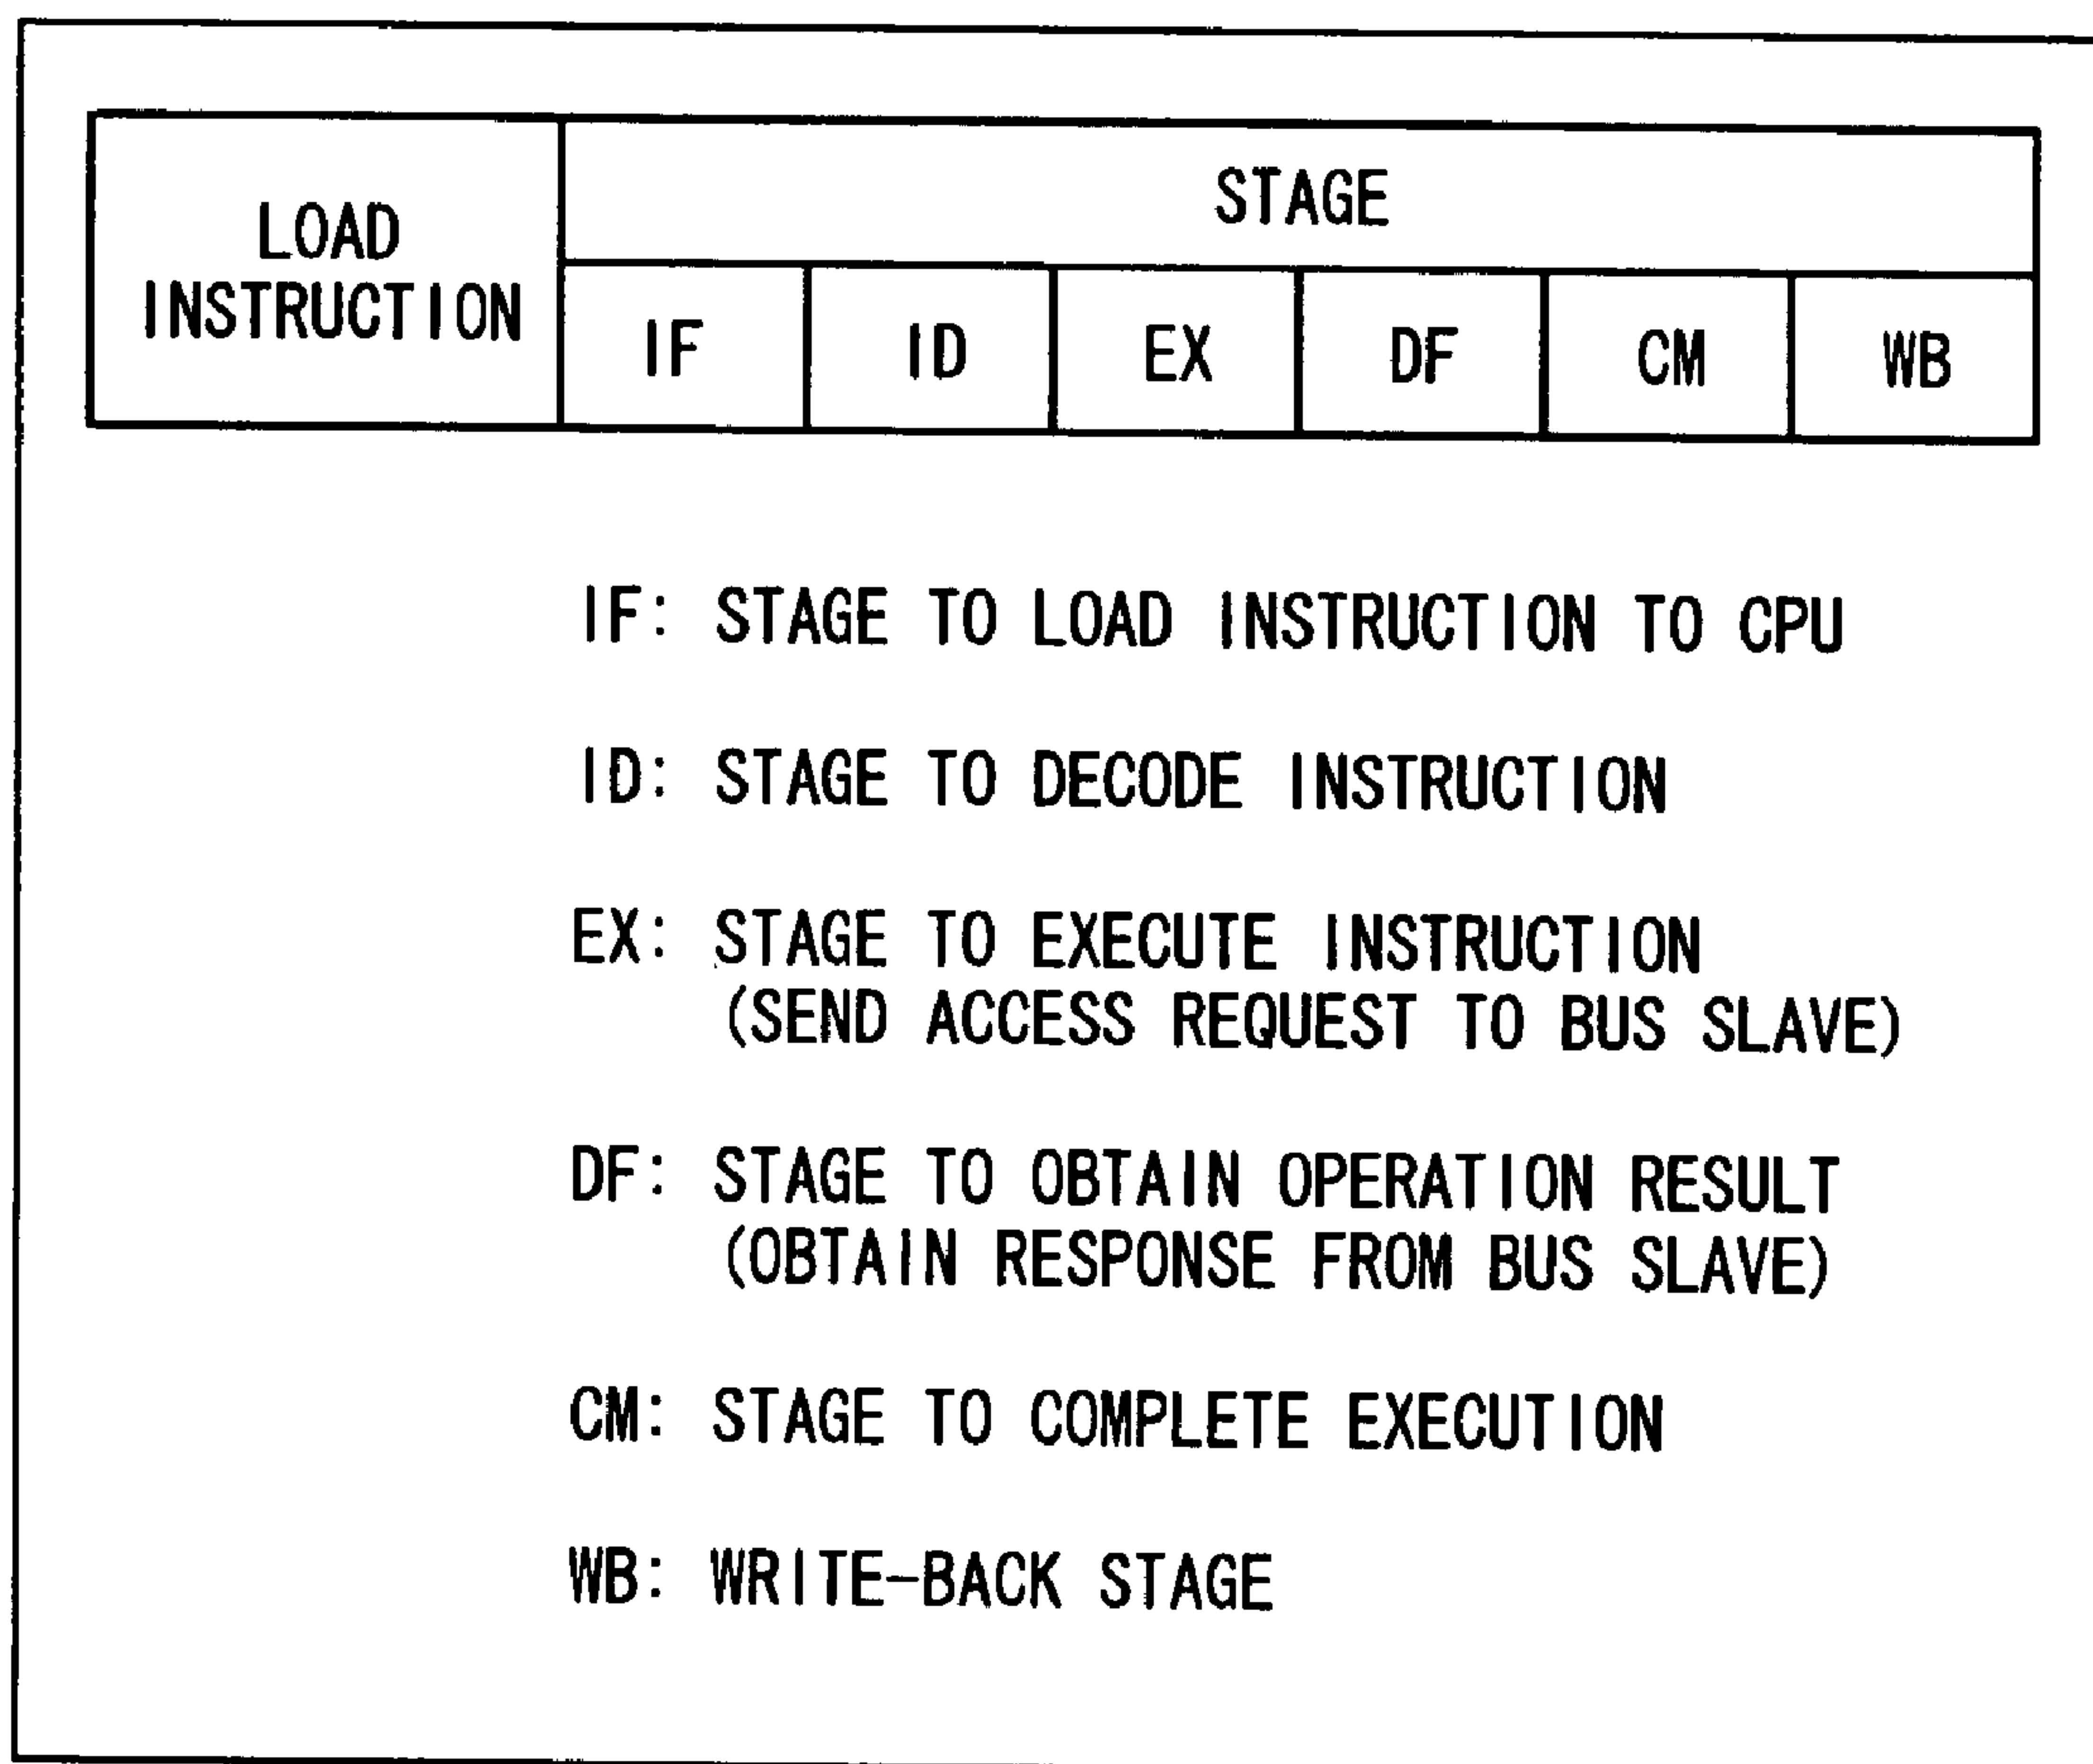 LOAD
INSTRUCTION
STAGE
IF ID EX DF CM WB
IF: STAGE TO LOAD INSTRUCTION TO CPU
ID: STAGE TO DECODE INSTRUCTION
EX: STAGE TO EXECUTE INSTRUCTION
(SEND ACCESS REQUEST TO BUS SLAVE)
DF: STAGE TO OBTAIN OPERATION RESULT
(OBTAIN RESPONSE FROM BUS SLAVE)
CM: STAGE TO COMPLETE EXECUTION
WB: WRITE-BACK STAGE